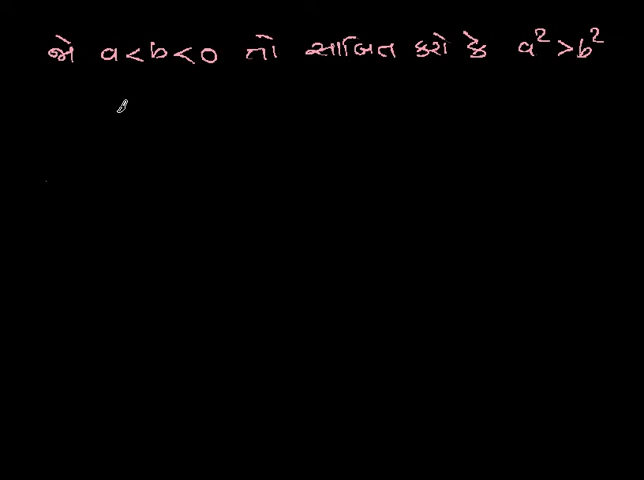 જો a < b < 0 તો સાબિત કરો કે a² > b²